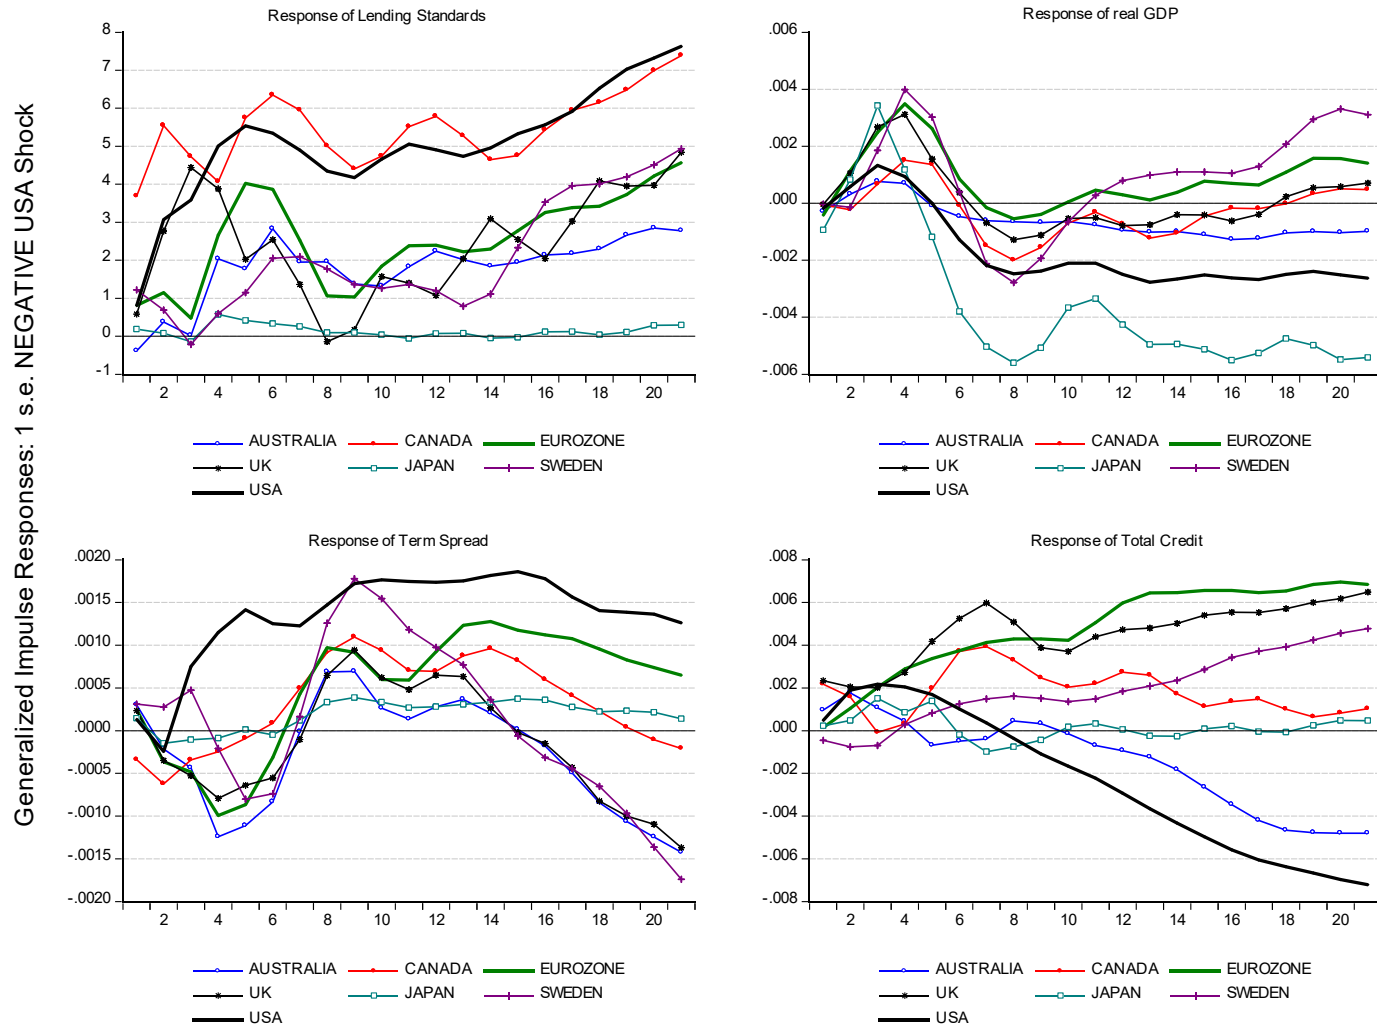 Generalized Impulse Responses: 1 s.e. NEGATIVE USA Shock
Response of Lending Standards
8
7
6
5
4
3
2
1
0
-1
2 4 6 8 10 12 14 16 18 20
AUSTRALIA CANADA EUROZONE
UK JAPAN SWEDEN
USA
Response of real GDP
.006
.004
.002
.000
-.002
-.004
-.006
2 4 6 8 10 12 14 16 18 20
AUSTRALIA CANADA EUROZONE
UK JAPAN SWEDEN
USA
Response of Term Spread
.0020
.0015
.0010
.0005
.0000
-.0005
-.0010
-.0015
-.0020
2 4 6 8 10 12 14 16 18 20
AUSTRALIA CANADA EUROZONE
UK JAPAN SWEDEN
USA
Response of Total Credit
.008
.006
.004
.002
.000
-.002
-.004
-.006
-.008
2 4 6 8 10 12 14 16 18 20
AUSTRALIA CANADA EUROZONE
UK JAPAN SWEDEN
USA